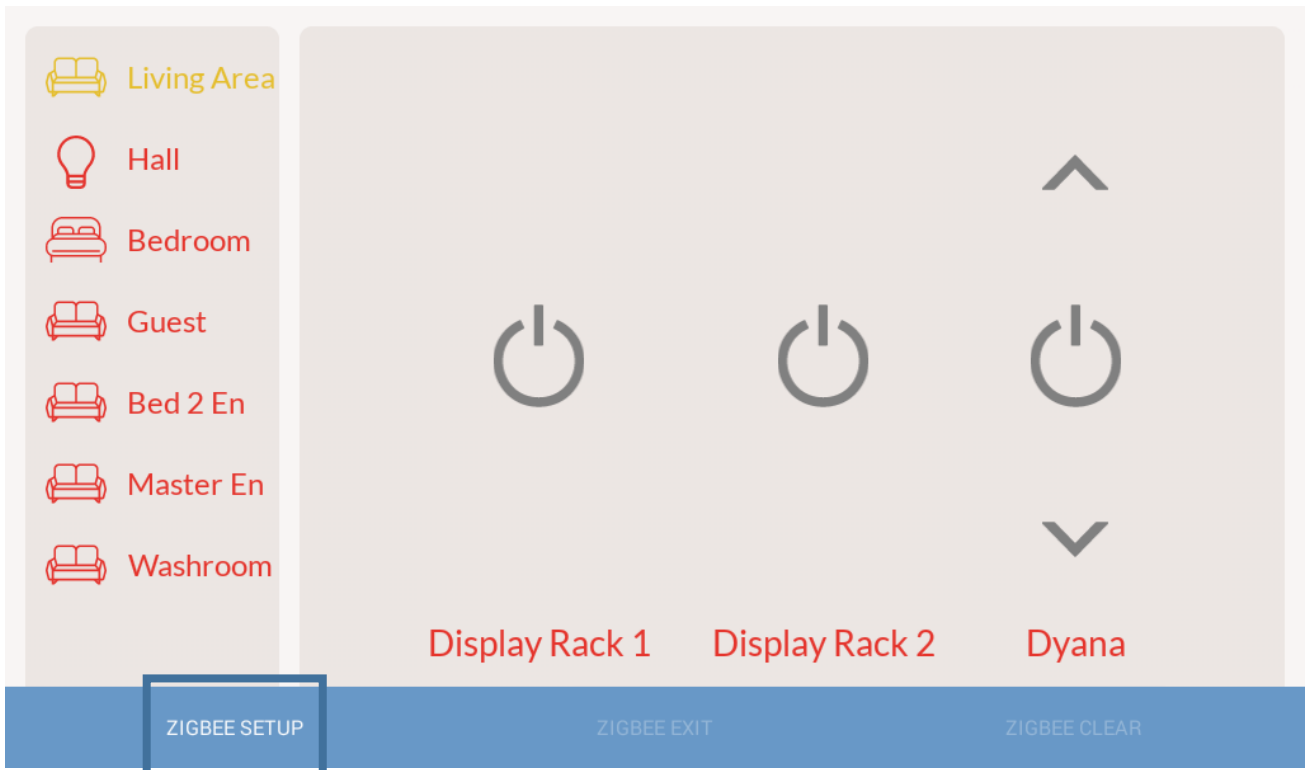 Living Area
Hall
Bedroom
Guest
Bed 2 En
Master En
Washroom
Display Rack 1
Display Rack 2
Dyana
ZIGBEE SETUP
ZIGBEE EXIT
ZIGBEE CLEAR